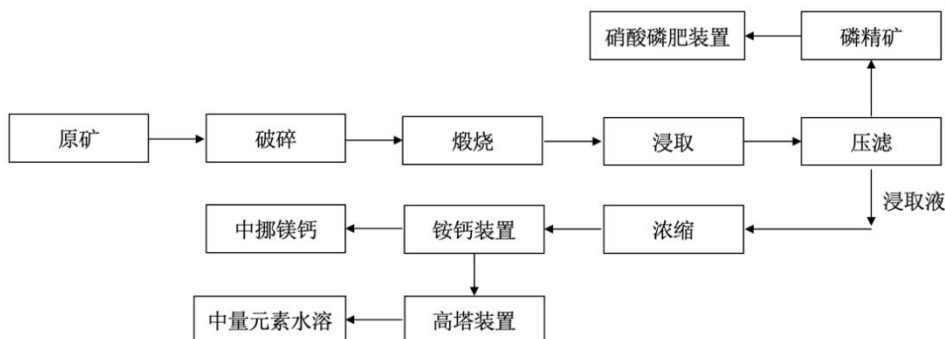 硝酸磷肥装置
磷精矿
原矿
破碎
煅烧
浸取
压滤
浸取液
中挪镁钙
铵钙装置
浓缩
中量元素水溶
高塔装置